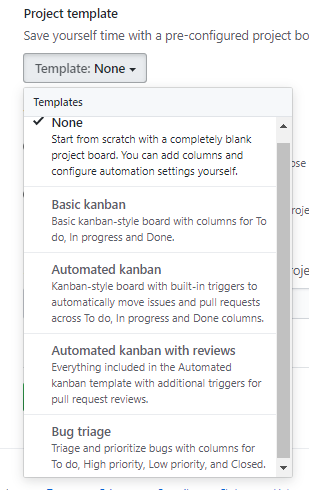 Project template
Save yourself time with a pre-configured project bo
Template: None
Templates
None
Start from scratch with a completely blank
project board. You can add columns and
configure automation settings yourself.
Basic kanban
Basic kanban-style board with columns for To
do, In progress and Done.
Automated kanban
Kanban-style board with built-in triggers to
automatically move issues and pull requests
across To do, In progress and Done columns.
Automated kanban with reviews
Everything included in the Automated
kanban template with additional triggers for
pull request reviews.
Bug triage
Triage and prioritize bugs with columns for
To do, High priority, Low priority, and Closed.